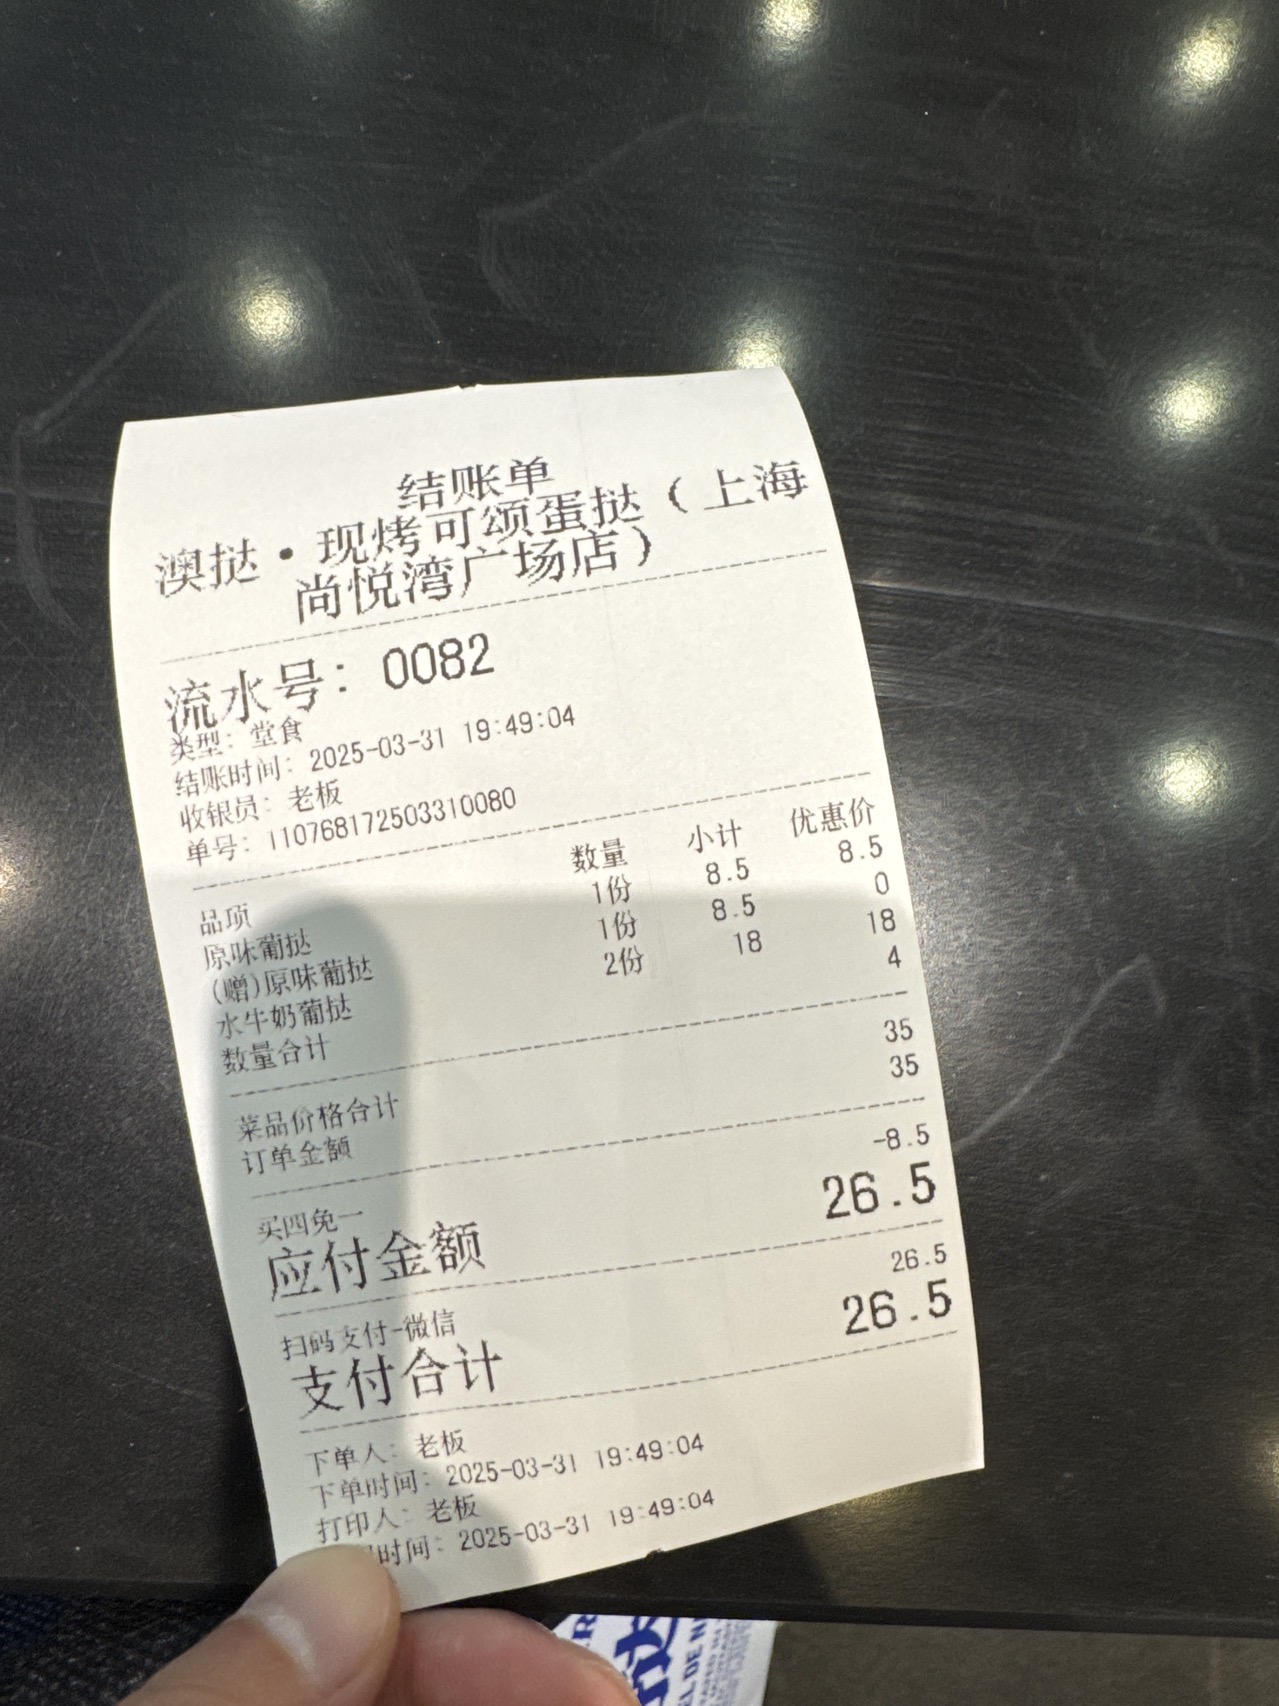 结账单
澳挞·现烤可颂蛋挞（上海
尚悦湾广场店）
流水号: 0082
类型: 堂食
结账时间: 2025-03-31 19:49:04
收银员: 老板
单号: 110768172503310080
品项 数量 小计 优惠价
原味葡挞 1份 8.5 8.5
(赠)原味葡挞 1份 8.5 0
水牛奶葡挞 2份 18 18
数量合计 4
菜品价格合计 35
订单金额 35
买四免一 -8.5
应付金额 26.5
扫码支付-微信 26.5
支付合计 26.5
下单人: 老板
下单时间: 2025-03-31 19:49:04
打印人: 老板
时间: 2025-03-31 19:49:04